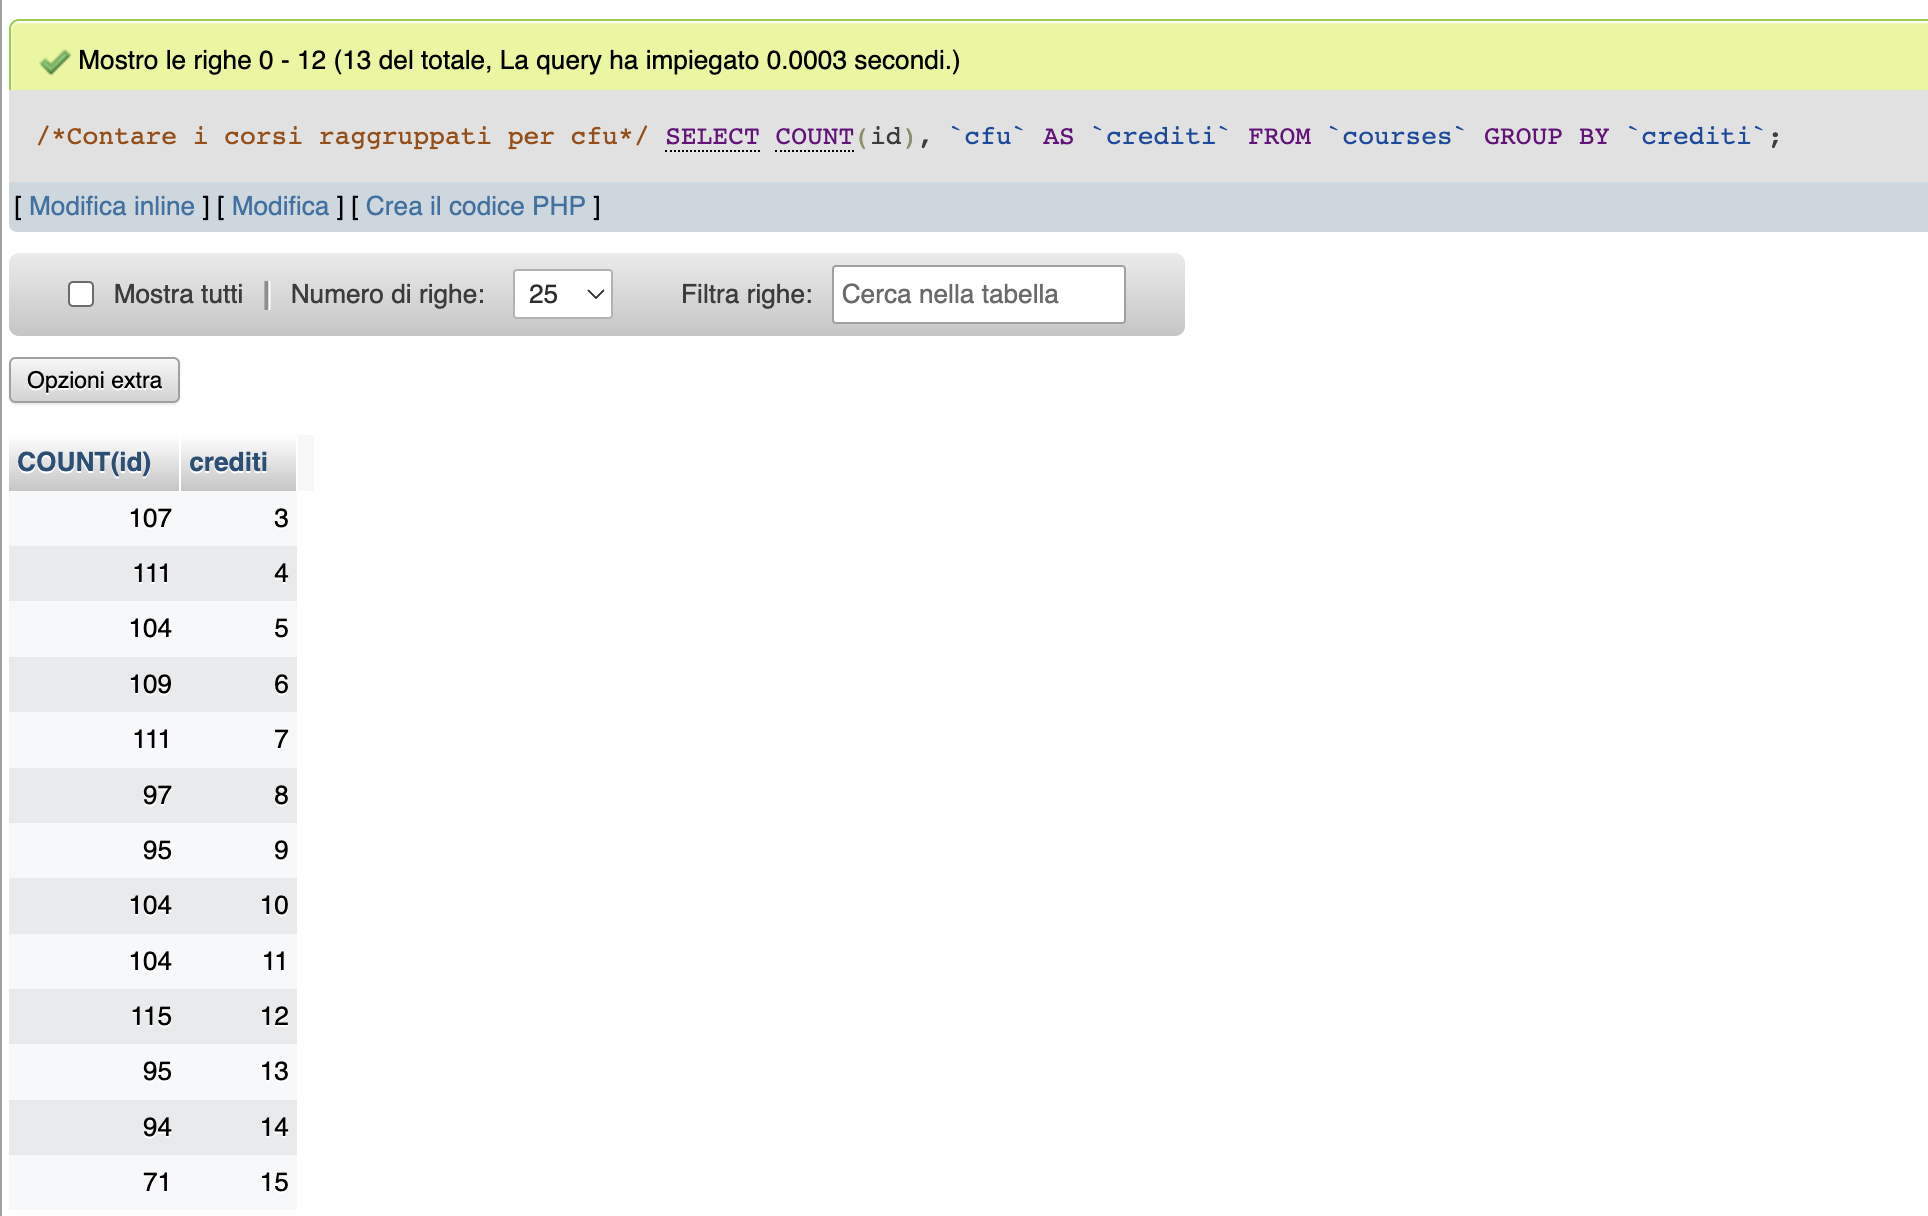 Mostro le righe 0 - 12 (13 del totale, La query ha impiegato 0.0003 secondi.)
/*Contare i corsi raggruppati per cfu*/ SELECT COUNT(id), `cfu` AS `crediti` FROM `courses` GROUP BY `crediti`;
[ Modifica inline ] [ Modifica ] [ Crea il codice PHP ]
Mostra tutti | Numero di righe: 25 Filtra righe: Cerca nella tabella
Opzioni extra
COUNT(id) crediti
107 3
111 4
104 5
109 6
111 7
97 8
95 9
104 10
104 11
115 12
95 13
94 14
71 15